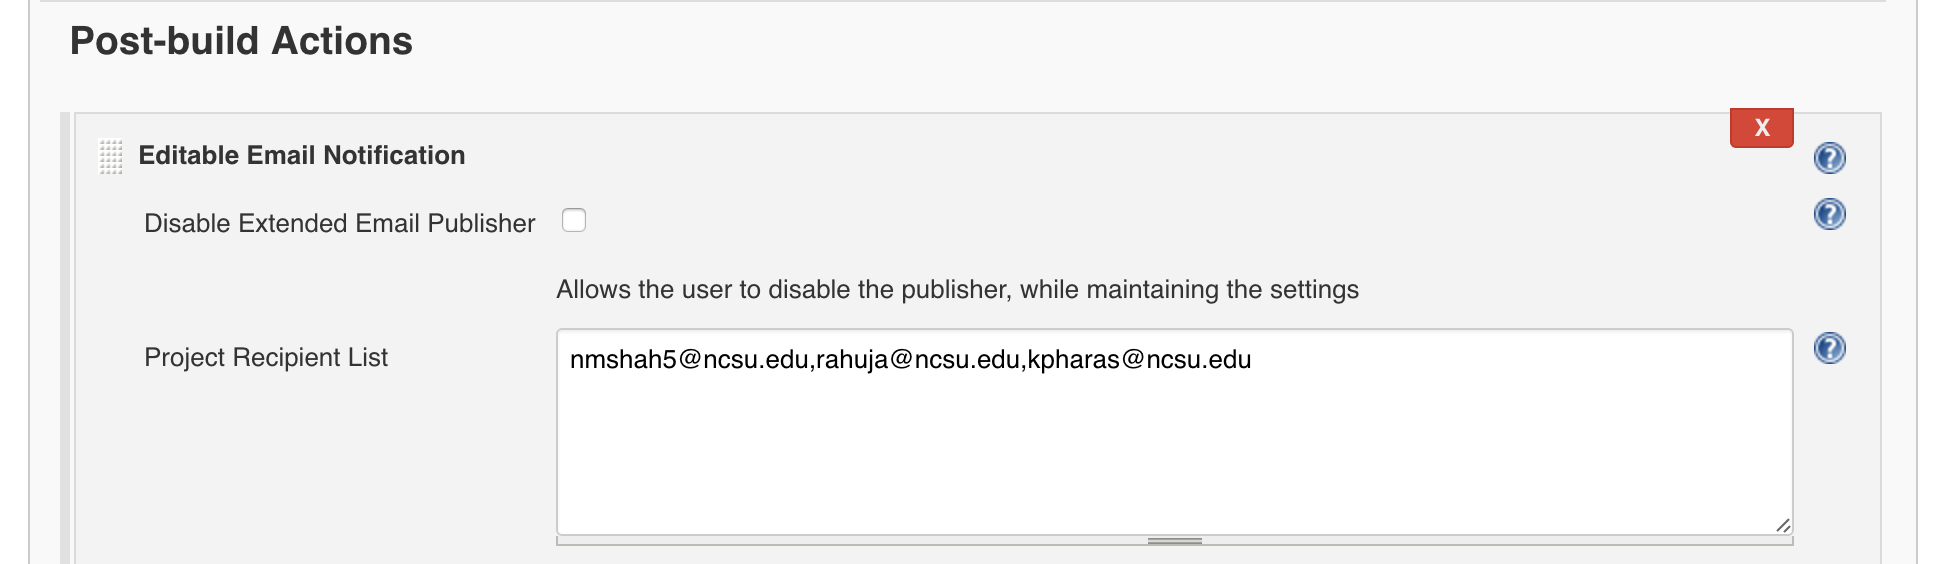 Post-build Actions
X
Editable Email Notification
?
Disable Extended Email Publisher
?
Allows the user to disable the publisher, while maintaining the settings
Project Recipient List
nmshah5@ncsu.edu,rahuja@ncsu.edu,kpharas@ncsu.edu
?